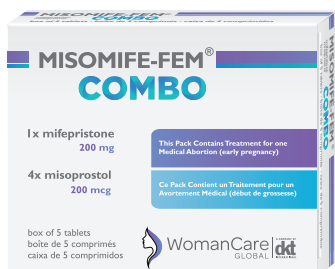 MISOMIFE-FEM®
COMBO
1x mifepristone
200 mg
4x misoprostol
200 mcg
This Pack Contains Treatment for one
Medical Abortion (early pregnancy)
Ce Pack Contient un Traitement pour un
Avortement Médical (début de grossesse)
box of 5 tablets
boîte de 5 comprimés
caixa de 5 comprimidos
WomanCare
GLOBAL
dkt
MISOMIFE-FEM
COMBO